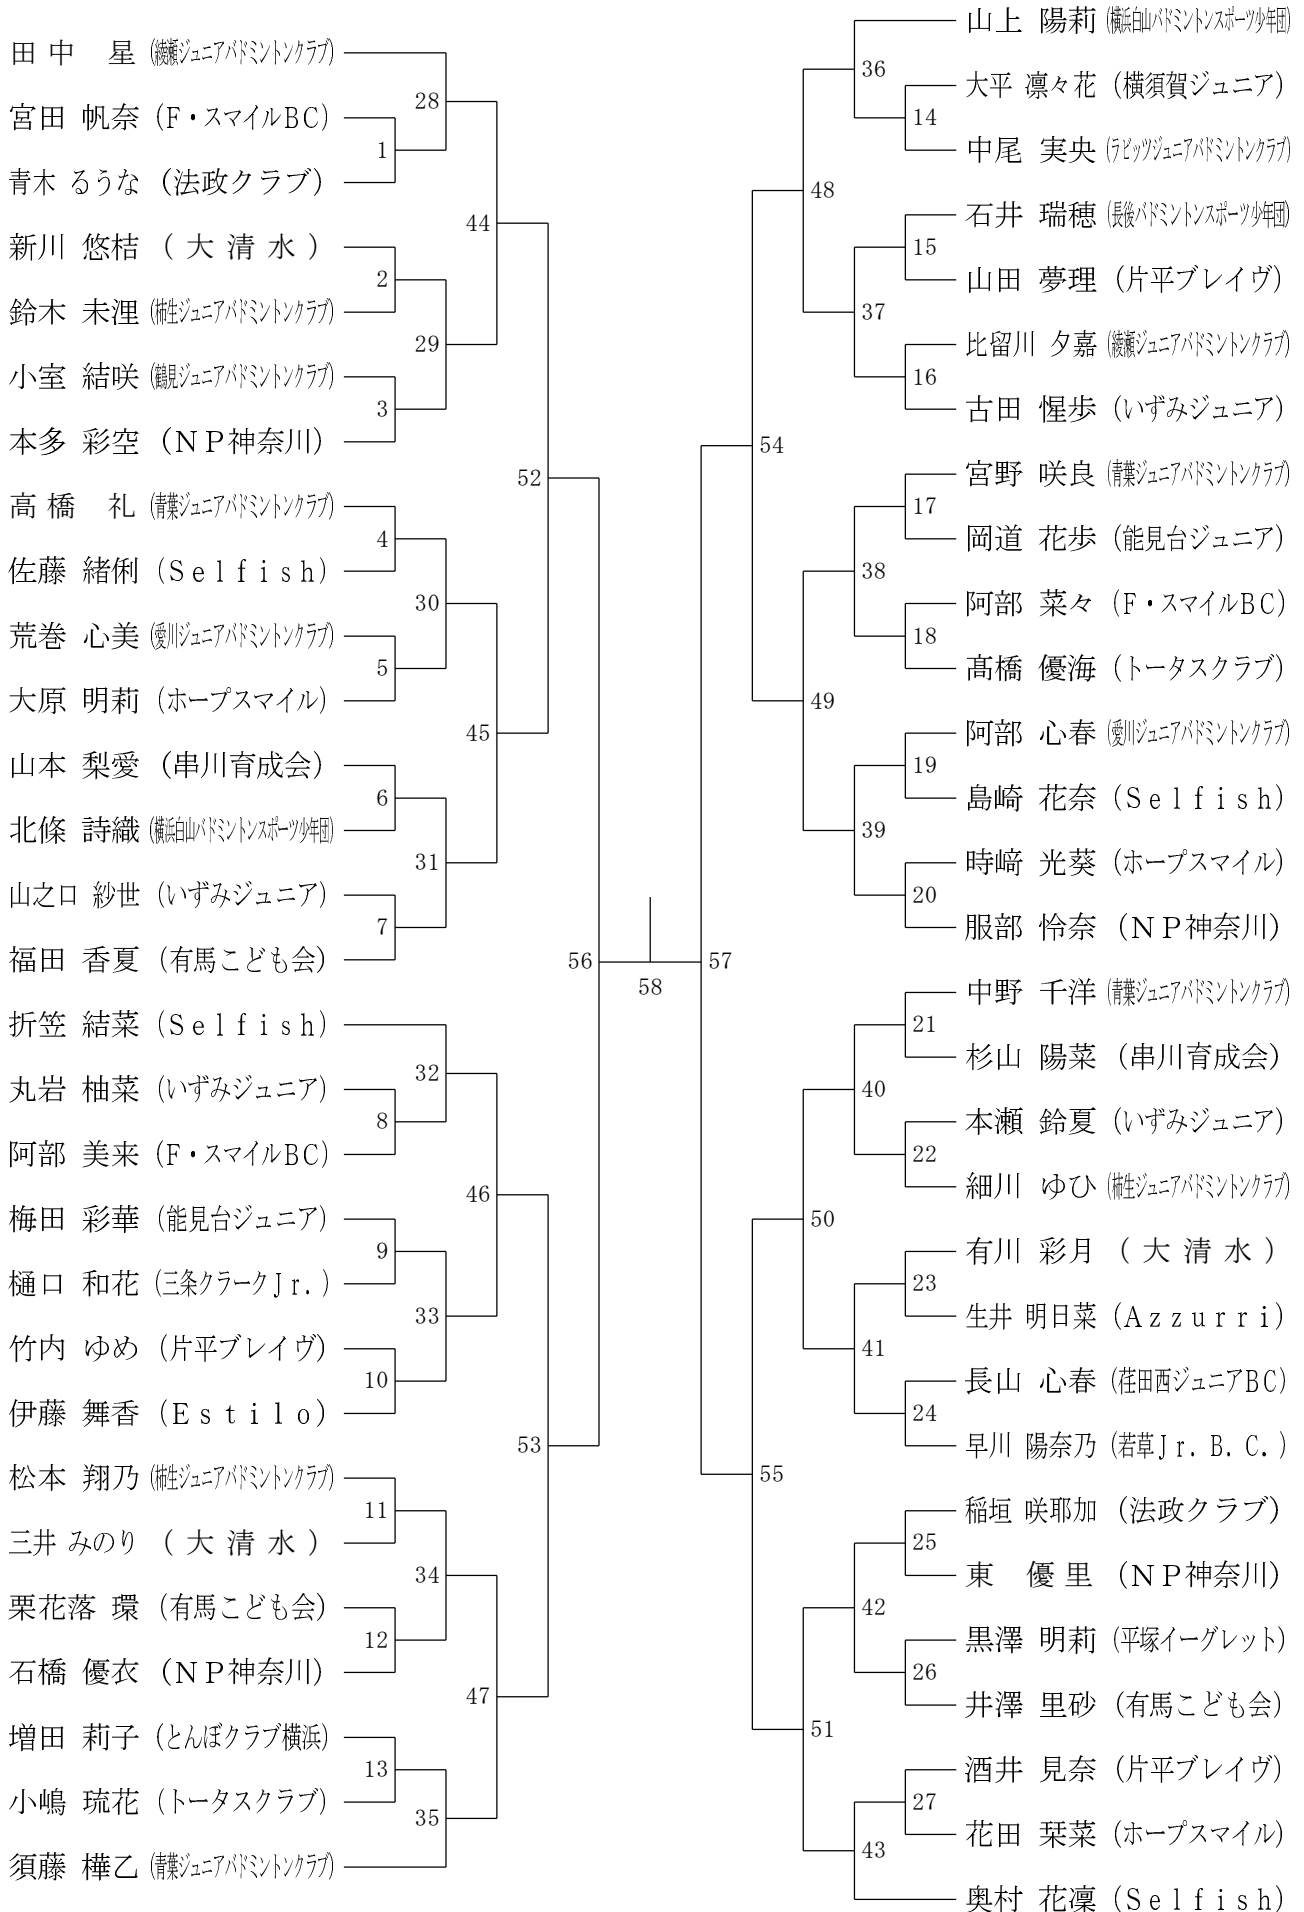 田中 星 (綾瀬ジュニアバドミントンクラブ)
宮田 帆奈 (F・スマイルBC)
青木 るうな (法政クラブ)
新川 悠桔 (大清水)
鈴木 未浬 (柿生ジュニアバドミントンクラブ)
小室 結咲 (鶴見ジュニアバドミントンクラブ)
本多 彩空 (NP神奈川)
高橋 礼 (青葉ジュニアバドミントンクラブ)
佐藤 緒俐 (Selfish)
荒巻 心美 (愛川ジュニアバドミントンクラブ)
大原 明莉 (ホープスマイル)
山本 梨愛 (串川育成会)
北條 詩織 (横浜白山バドミントンスポーツ少年団)
山之口 紗世 (いずみジュニア)
福田 香夏 (有馬こども会)
折笠 結菜 (Selfish)
丸岩 柚菜 (いずみジュニア)
阿部 美来 (F・スマイルBC)
梅田 彩華 (能見台ジュニア)
樋口 和花 (三条クラークJr.)
竹内 ゆめ (片平ブレイヴ)
伊藤 舞香 (Estilo)
松本 翔乃 (柿生ジュニアバドミントンクラブ)
三井 みのり (大清水)
栗花落 環 (有馬こども会)
石橋 優衣 (NP神奈川)
増田 莉子 (とんぼクラブ横浜)
小嶋 琉花 (トータスクラブ)
須藤 樺乙 (青葉ジュニアバドミントンクラブ)
1
2
3
4
5
6
7
8
9
10
11
12
13
28
29
30
31
32
33
34
35
44
45
46
47
52
53
56
58
57
54
55
48
49
50
51
36
37
38
39
40
41
42
43
14
15
16
17
18
19
20
21
22
23
24
25
26
27
山上 陽莉 (横浜白山バドミントンスポーツ少年団)
大平 凛々花 (横須賀ジュニア)
中尾 実央 (ラビッツジュニアバドミントンクラブ)
石井 瑞穂 (長後バドミントンスポーツ少年団)
山田 夢理 (片平ブレイヴ)
比留川 夕嘉 (綾瀬ジュニアバドミントンクラブ)
古田 惺歩 (いずみジュニア)
宮野 咲良 (青葉ジュニアバドミントンクラブ)
岡道 花歩 (能見台ジュニア)
阿部 菜々 (F・スマイルBC)
髙橋 優海 (トータスクラブ)
阿部 心春 (愛川ジュニアバドミントンクラブ)
島崎 花奈 (Selfish)
時﨑 光葵 (ホープスマイル)
服部 怜奈 (NP神奈川)
中野 千洋 (青葉ジュニアバドミントンクラブ)
杉山 陽菜 (串川育成会)
本瀬 鈴夏 (いずみジュニア)
細川 ゆひ (柿生ジュニアバドミントンクラブ)
有川 彩月 (大清水)
生井 明日菜 (Azzurri)
長山 心春 (荏田西ジュニアBC)
早川 陽奈乃 (若草Jr.B.C.)
稲垣 咲耶加 (法政クラブ)
東 優里 (NP神奈川)
黒澤 明莉 (平塚イーグレット)
井澤 里砂 (有馬こども会)
酒井 見奈 (片平ブレイヴ)
花田 栞菜 (ホープスマイル)
奥村 花凜 (Selfish)